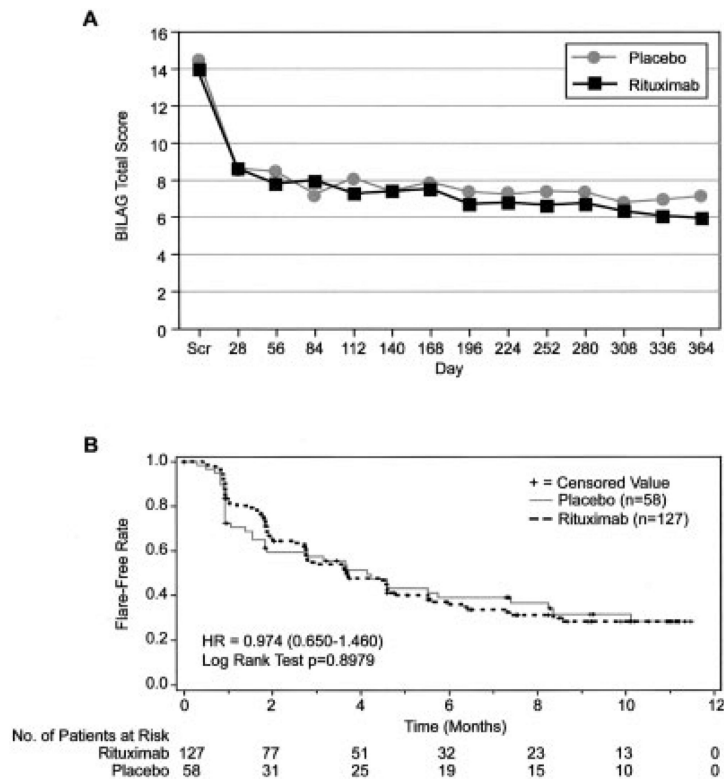 A
16
14
12
10
8
6
4
2
0
BILAG Total Score
Placebo
Rituximab
Scr 28 56 84 112 140 168 196 224 252 280 308 336 364
Day
B
1.0
0.8
0.6
0.4
0.2
0.0
Flare-Free Rate
+ = Censored Value
Placebo (n=58)
Rituximab (n=127)
HR = 0.974 (0.650-1.460)
Log Rank Test p=0.8979
0 2 4 6 8 10 12
Time (Months)
No. of Patients at Risk
Rituximab 127 77 51 32 23 13 0
Placebo 58 31 25 19 15 10 0